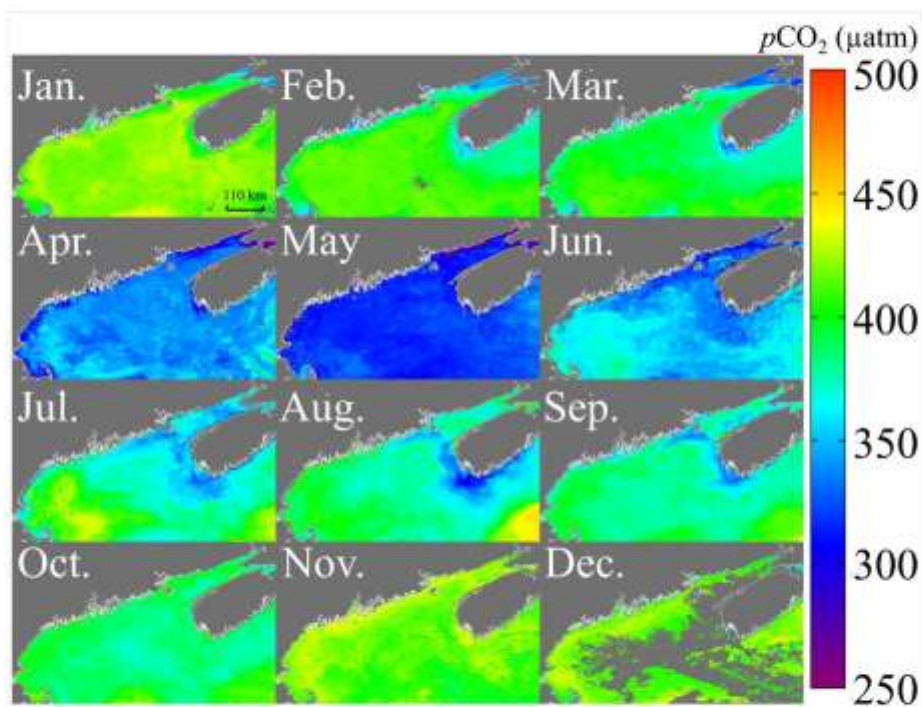 pCO₂ (μatm)
Jan. Feb. Mar.
110 km
Apr. May Jun.
Jul. Aug. Sep.
Oct. Nov. Dec.
500
450
400
350
300
250